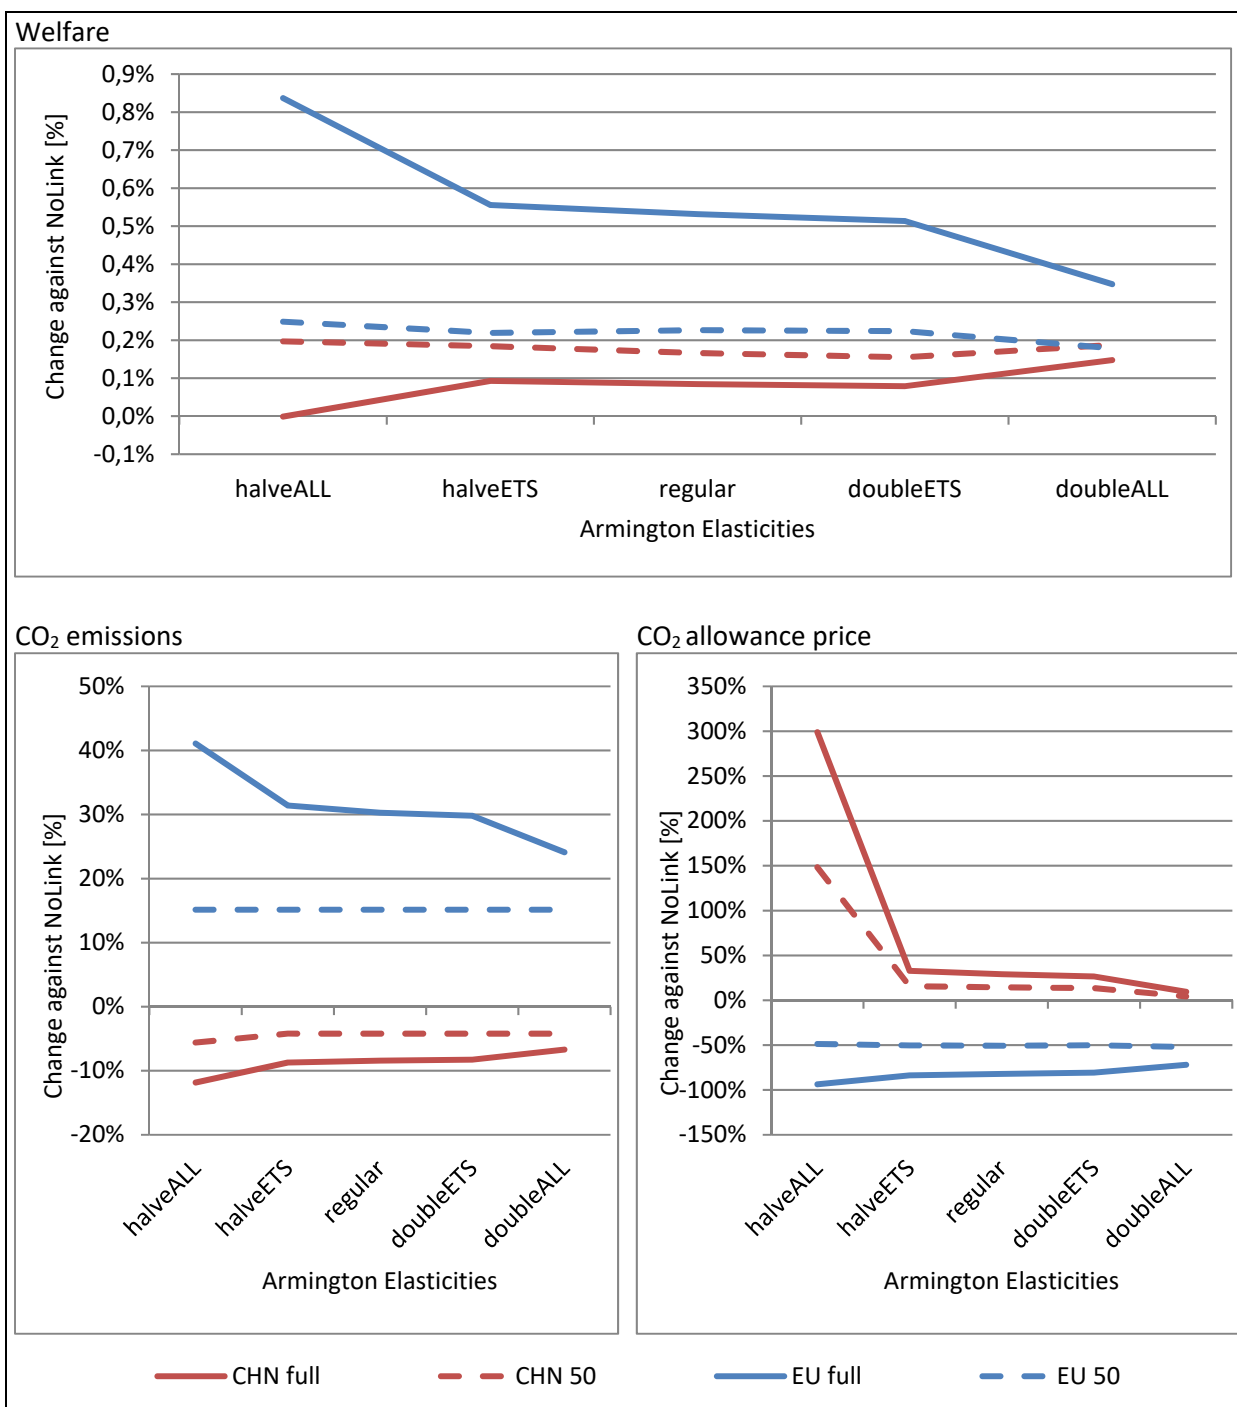 Welfare
Change against NoLink [%]
0,9%
0,8%
0,7%
0,6%
0,5%
0,4%
0,3%
0,2%
0,1%
0,0%
-0,1%
halveALL halveETS regular doubleETS doubleALL
Armington Elasticities
CO₂ emissions
Change against NoLink [%]
50%
40%
30%
20%
10%
0%
-10%
-20%
halveALL halveETS regular doubleETS doubleALL
Armington Elasticities
CO₂ allowance price
Change against NoLink [%]
350%
300%
250%
200%
150%
100%
50%
0%
-50%
-100%
-150%
halveALL halveETS regular doubleETS doubleALL
Armington Elasticities
CHN full CHN 50 EU full EU 50